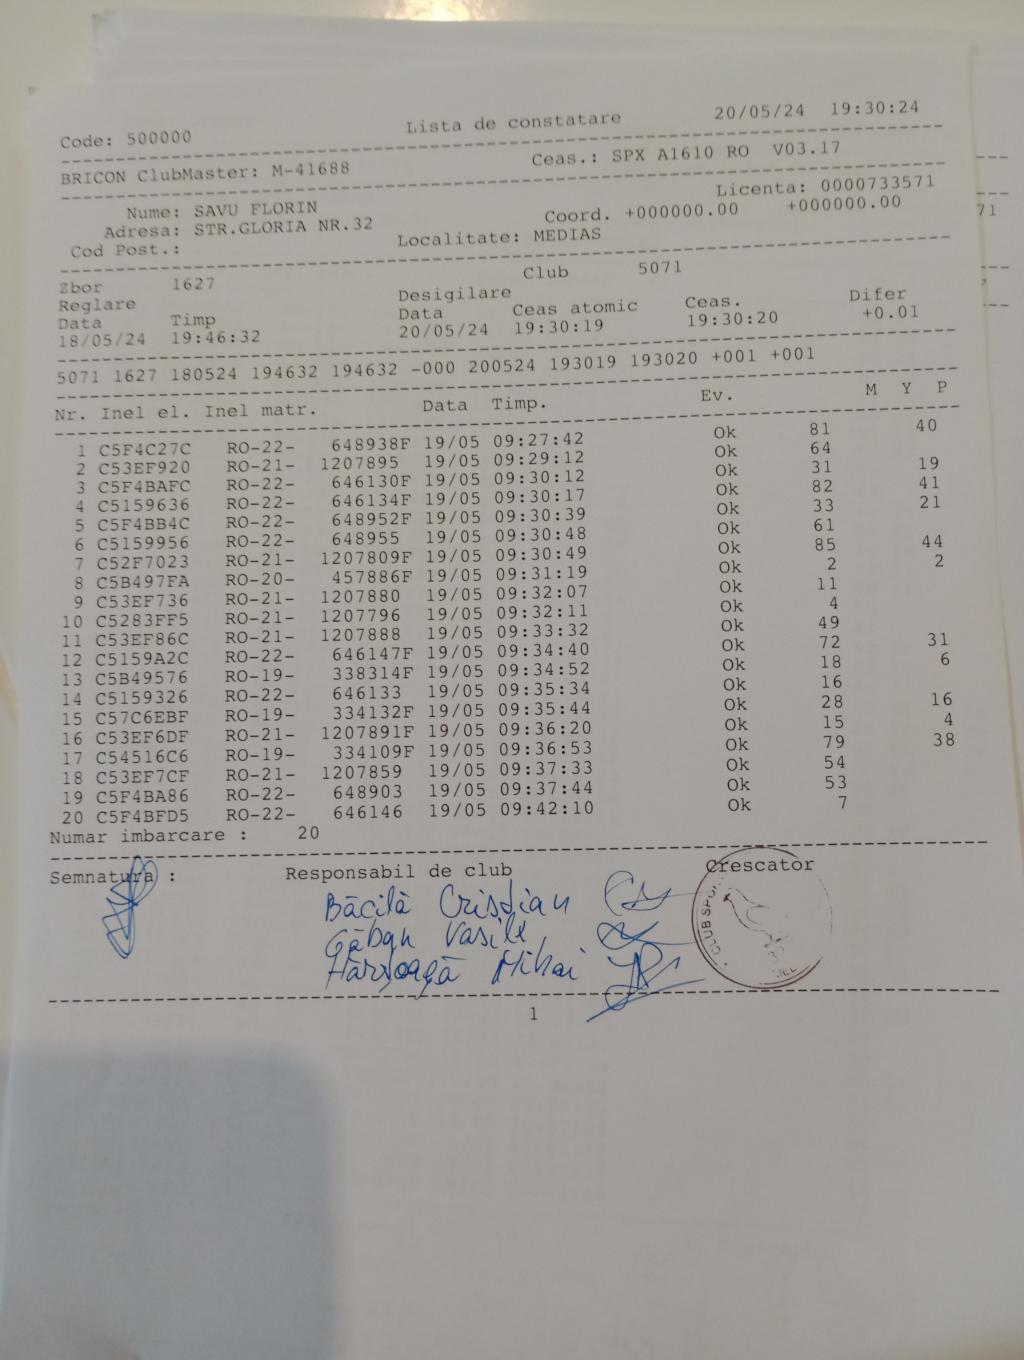 Code: 500000 Lista de constatare 20/05/24 19:30:24
BRICON ClubMaster: M-41688 Ceas.: SPX A1610 RO V03.17
Licenta: 0000733571
Nume: SAVU FLORIN Coord. +000000.00 +000000.00
Adresa: STR.GLORIA NR.32
Cod Post.: Localitate: MEDIAS
Zbor 1627 Club 5071
Reglare Desigilare
Data Timp Data Ceas atomic Ceas. Difer
18/05/24 19:46:32 20/05/24 19:30:19 19:30:20 +0.01
5071 1627 180524 194632 194632 -000 200524 193019 193020 +001 +001
Nr. Inel el. Inel matr. Data Timp. Ev. M Y P
1 C5F4C27C RO-22- 648938F 19/05 09:27:42 Ok 81 40
2 C53EF920 RO-21- 1207895 19/05 09:29:12 Ok 64
3 C5F4BAFC RO-22- 646130F 19/05 09:30:12 Ok 31 19
4 C5159636 RO-22- 646134F 19/05 09:30:17 Ok 82 41
5 C5F4BB4C RO-22- 648952F 19/05 09:30:39 Ok 33 21
6 C5159956 RO-22- 648955 19/05 09:30:48 Ok 61
7 C52F7023 RO-21- 1207809F 19/05 09:30:49 Ok 85 44
8 C5B497FA RO-20- 457886F 19/05 09:31:19 Ok 2 2
9 C53EF736 RO-21- 1207880 19/05 09:32:07 Ok 11
10 C5283FF5 RO-21- 1207796 19/05 09:32:11 Ok 4
11 C53EF86C RO-21- 1207888 19/05 09:33:32 Ok 49
12 C5159A2C RO-22- 646147F 19/05 09:34:40 Ok 72 31
13 C5B49576 RO-19- 338314F 19/05 09:34:52 Ok 18 6
14 C5159326 RO-22- 646133 19/05 09:35:34 Ok 16
15 C57C6EBF RO-19- 334132F 19/05 09:35:44 Ok 28 16
16 C53EF6DF RO-21- 1207891F 19/05 09:36:20 Ok 15 4
17 C54516C6 RO-19- 334109F 19/05 09:36:53 Ok 79 38
18 C53EF7CF RO-21- 1207859 19/05 09:37:33 Ok 54
19 C5F4BA86 RO-22- 648903 19/05 09:37:44 Ok 53
20 C5F4BFD5 RO-22- 646146 19/05 09:42:10 Ok 7
Numar imbarcare : 20
Semnatura : Responsabil de club Crescator
Băcilă Cristian
Găban Vasile
Hârșoagă Mihai
CLUB
1